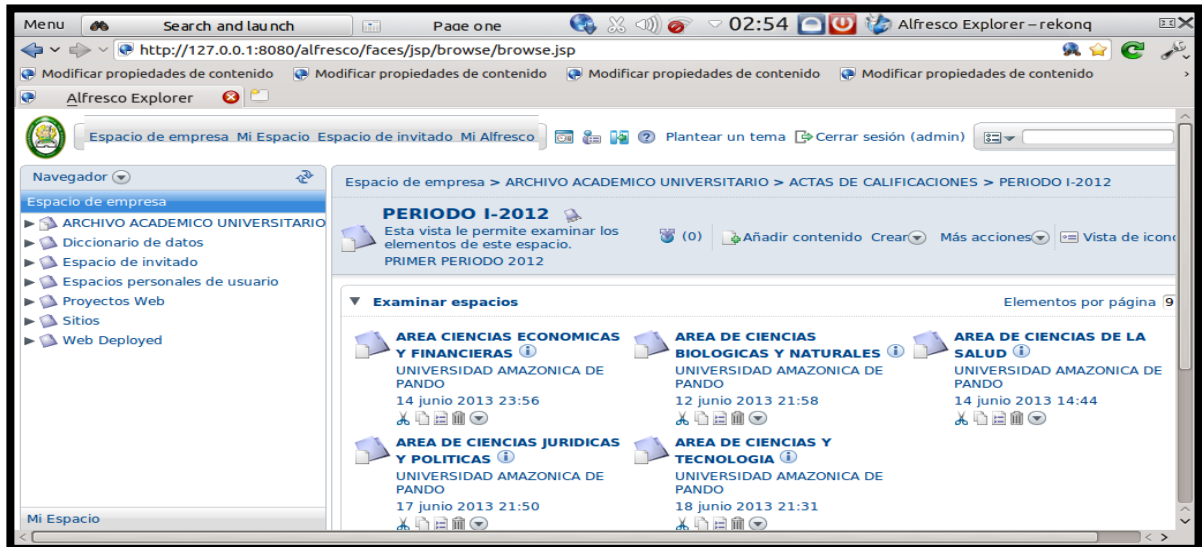 Menu Search and launch Page one 02:54 Alfresco Explorer – rekonq
http://127.0.0.1:8080/alfresco/faces/jsp/browse/browse.jsp
Modificar propiedades de contenido Modificar propiedades de contenido Modificar propiedades de contenido Modificar propiedades de contenido
Alfresco Explorer
Espacio de empresa Mi Espacio Espacio de invitado Mi Alfresco Plantear un tema Cerrar sesión (admin)
Navegador
Espacio de empresa
ARCHIVO ACADEMICO UNIVERSITARIO
Diccionario de datos
Espacio de invitado
Espacios personales de usuario
Proyectos Web
Sitios
Web Deployed
Mi Espacio
Espacio de empresa > ARCHIVO ACADEMICO UNIVERSITARIO > ACTAS DE CALIFICACIONES > PERIODO I-2012
PERIODO I-2012
Esta vista le permite examinar los
elementos de este espacio.
PRIMER PERIODO 2012
(0) Añadir contenido Crear Más acciones Vista de icono
Examinar espacios
Elementos por página 9
AREA CIENCIAS ECONOMICAS
Y FINANCIERAS
UNIVERSIDAD AMAZONICA DE
PANDO
14 junio 2013 23:56
AREA DE CIENCIAS
BIOLOGICAS Y NATURALES
UNIVERSIDAD AMAZONICA DE
PANDO
12 junio 2013 21:58
AREA DE CIENCIAS DE LA
SALUD
UNIVERSIDAD AMAZONICA DE
PANDO
14 junio 2013 14:44
AREA DE CIENCIAS JURIDICAS
Y POLITICAS
UNIVERSIDAD AMAZONICA DE
PANDO
17 junio 2013 21:50
AREA DE CIENCIAS Y
TECNOLOGIA
UNIVERSIDAD AMAZONICA DE
PANDO
18 junio 2013 21:31